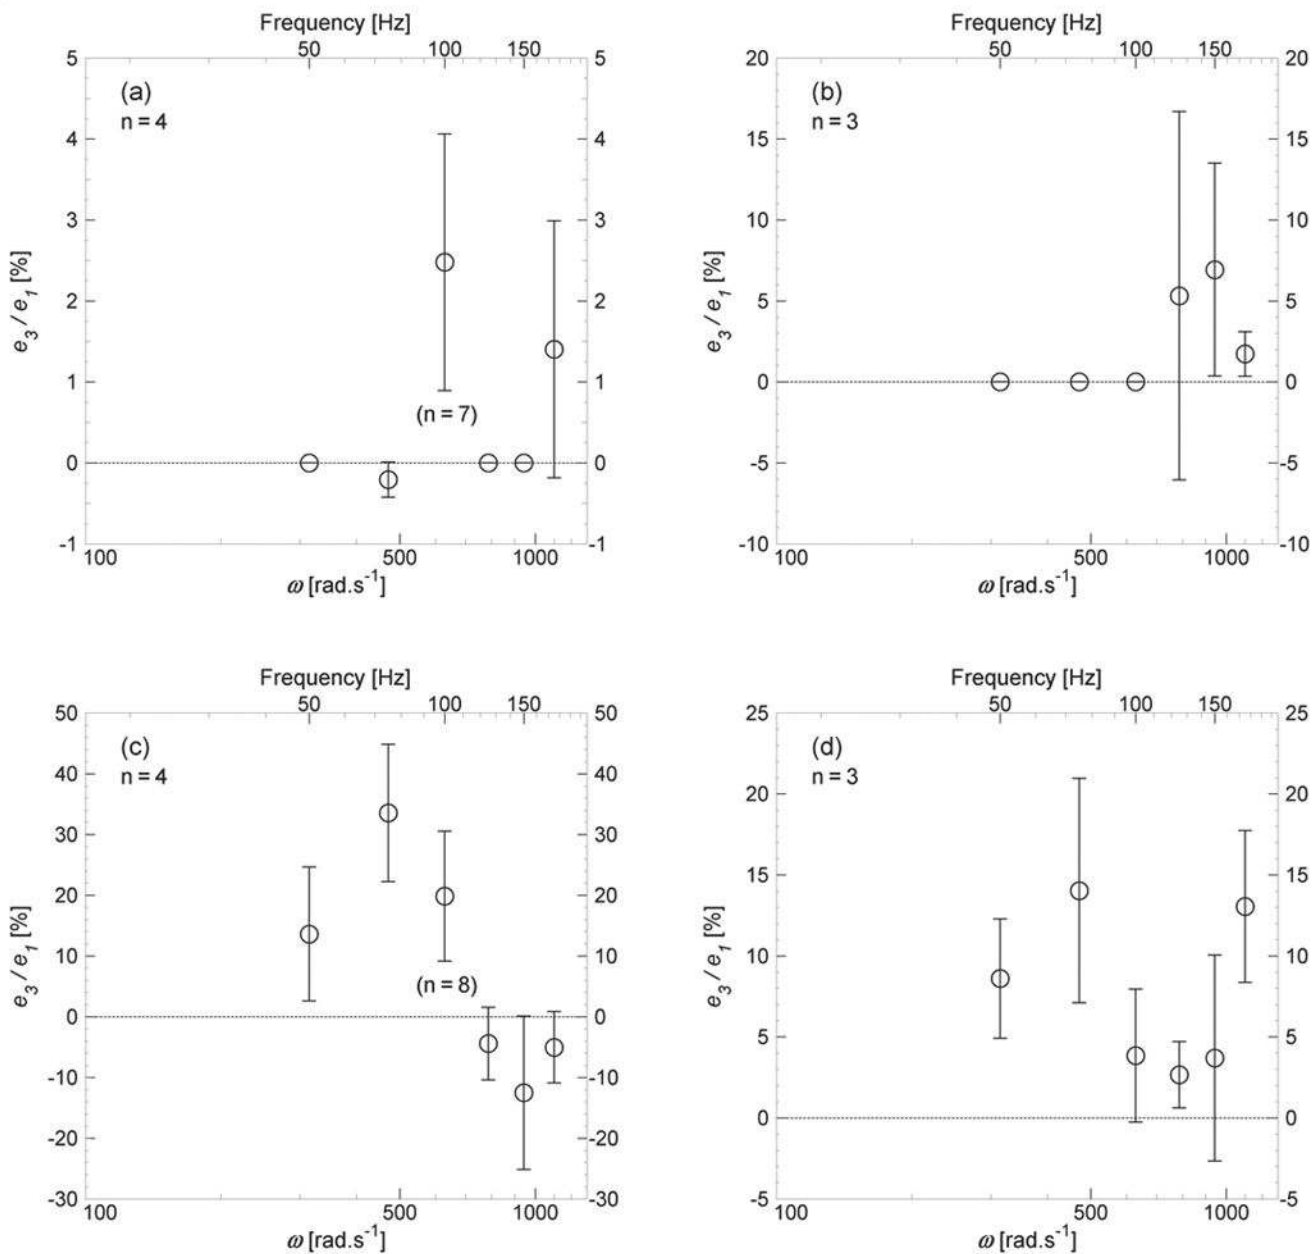 Frequency [Hz]
50 100 150
5 5
(a)
n = 4
4 4
3 3
e3 / e1 [%]
2 2
1 1
(n = 7)
0 0
-1 -1
100 500 1000
ω [rad.s-1]
Frequency [Hz]
50 100 150
20 20
(b)
n = 3
15 15
10 10
e3 / e1 [%]
5 5
0 0
-5 -5
-10 -10
100 500 1000
ω [rad.s-1]
Frequency [Hz]
50 100 150
50 50
(c)
n = 4
40 40
30 30
20 20
e3 / e1 [%]
10 10
(n = 8)
0 0
-10 -10
-20 -20
-30 -30
100 500 1000
ω [rad.s-1]
Frequency [Hz]
50 100 150
25 25
(d)
n = 3
20 20
15 15
10 10
e3 / e1 [%]
5 5
0 0
-5 -5
100 500 1000
ω [rad.s-1]